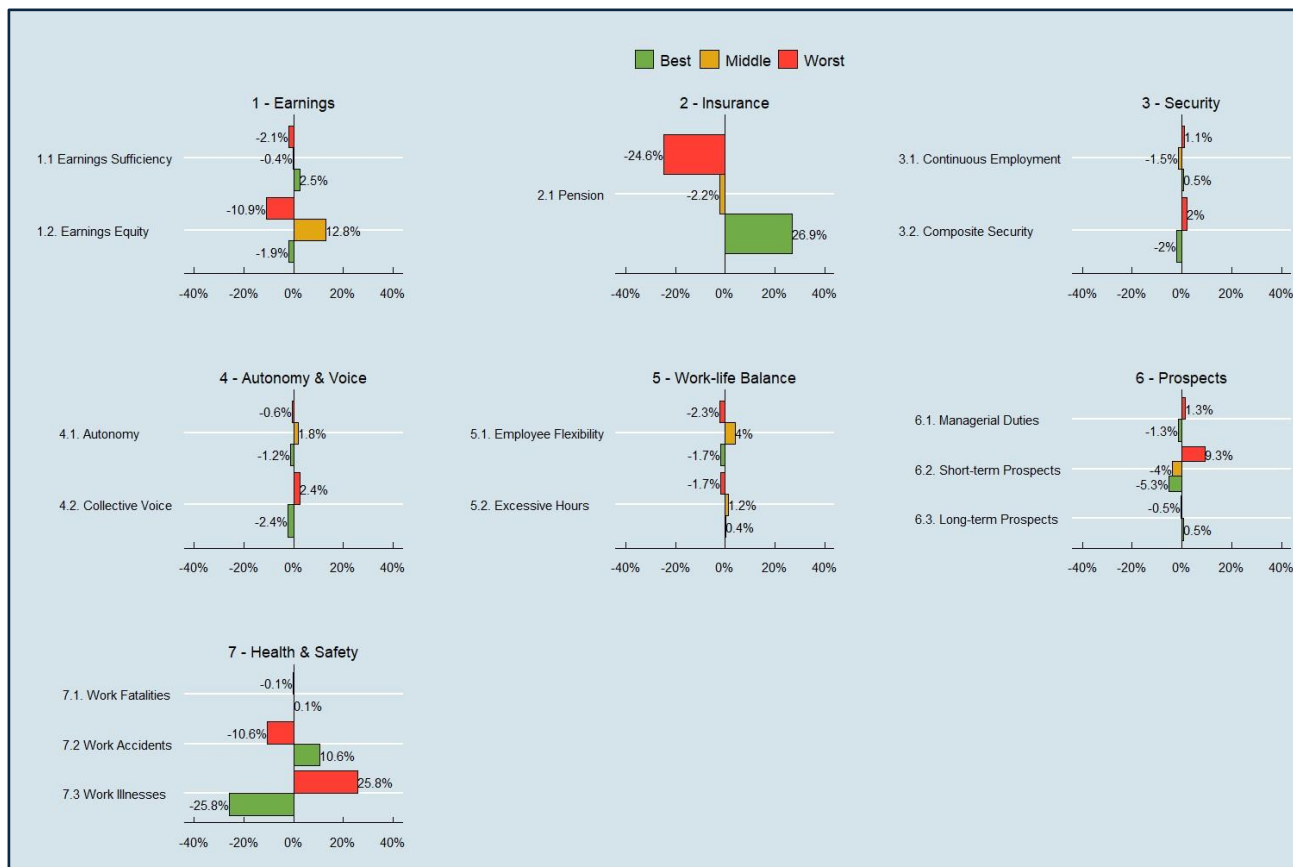 Best Middle Worst
1 - Earnings
1.1 Earnings Sufficiency
-2.1%
-0.4%
2.5%
1.2. Earnings Equity
-10.9%
12.8%
-1.9%
-40% -20% 0% 20% 40%
2 - Insurance
2.1 Pension
-24.6%
-2.2%
26.9%
-40% -20% 0% 20% 40%
3 - Security
3.1. Continuous Employment
1.1%
-1.5%
0.5%
3.2. Composite Security
2%
-2%
-40% -20% 0% 20% 40%
4 - Autonomy & Voice
4.1. Autonomy
-0.6%
1.8%
-1.2%
4.2. Collective Voice
2.4%
-2.4%
-40% -20% 0% 20% 40%
5 - Work-life Balance
5.1. Employee Flexibility
-2.3%
4%
-1.7%
5.2. Excessive Hours
-1.7%
1.2%
0.4%
-40% -20% 0% 20% 40%
6 - Prospects
6.1. Managerial Duties
1.3%
-1.3%
6.2. Short-term Prospects
9.3%
-4%
-5.3%
6.3. Long-term Prospects
-0.5%
0.5%
-40% -20% 0% 20% 40%
7 - Health & Safety
7.1. Work Fatalities
-0.1%
0.1%
7.2 Work Accidents
-10.6%
10.6%
7.3 Work Illnesses
25.8%
-25.8%
-40% -20% 0% 20% 40%